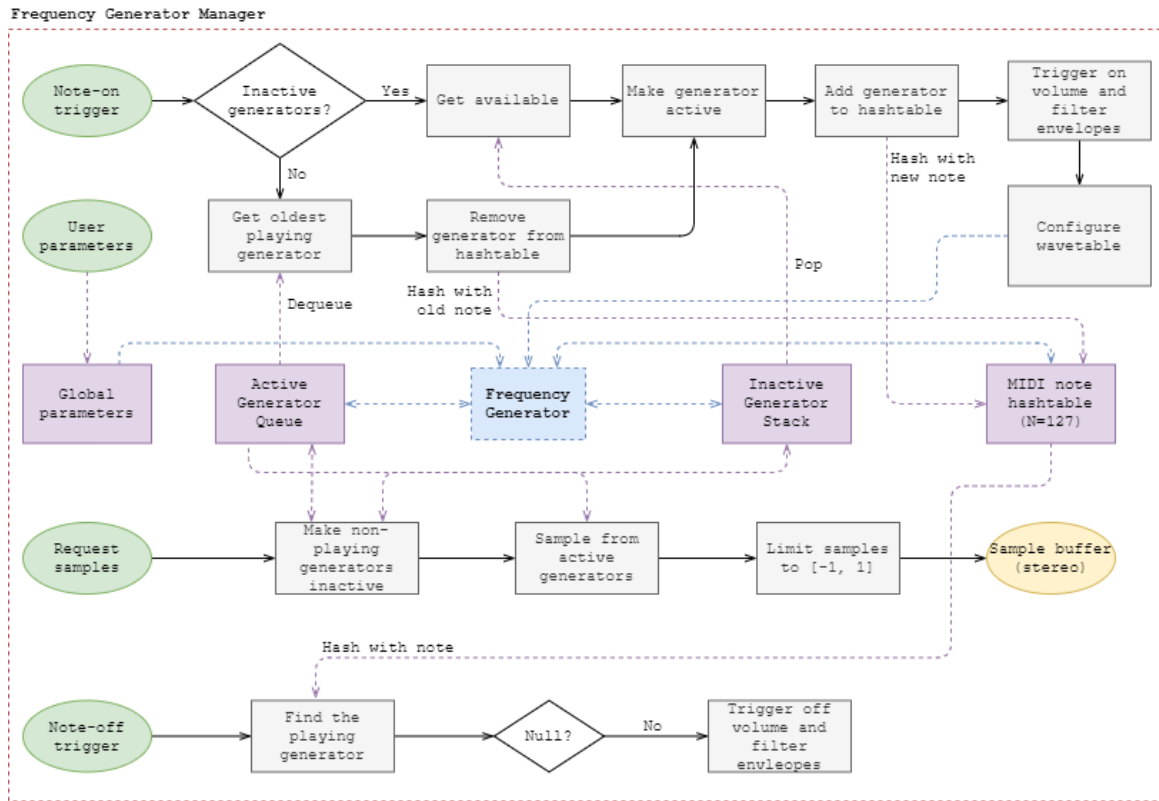 Frequency Generator Manager
Note-on
trigger
Inactive
generators?
Yes
Get available
Make generator
active
Add generator
to hashtable
Trigger on
volume and
filter
envelopes
No
Hash with
new note
User
parameters
Get oldest
playing
generator
Remove
generator from
hashtable
Configure
wavetable
Pop
Dequeue
Hash with
old note
Global
parameters
Active
Generator
Queue
Frequency
Generator
Inactive
Generator
Stack
MIDI note
hashtable
(N=127)
Request
samples
Make non-
playing
generators
inactive
Sample from
active
generators
Limit samples
to [-1, 1]
Sample buffer
(stereo)
Hash with note
Note-off
trigger
Find the
playing
generator
Null?
No
Trigger off
volume and
filter
envleopes